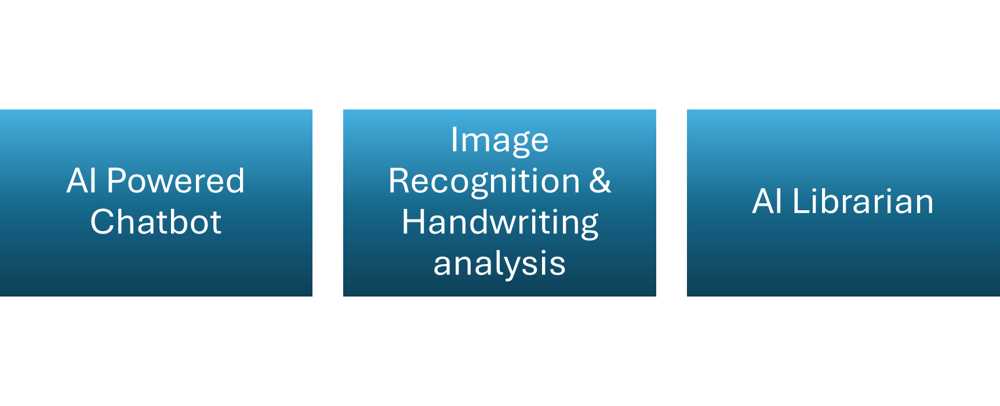 AI Powered
Chatbot
Image
Recognition &
Handwriting
analysis
AI Librarian